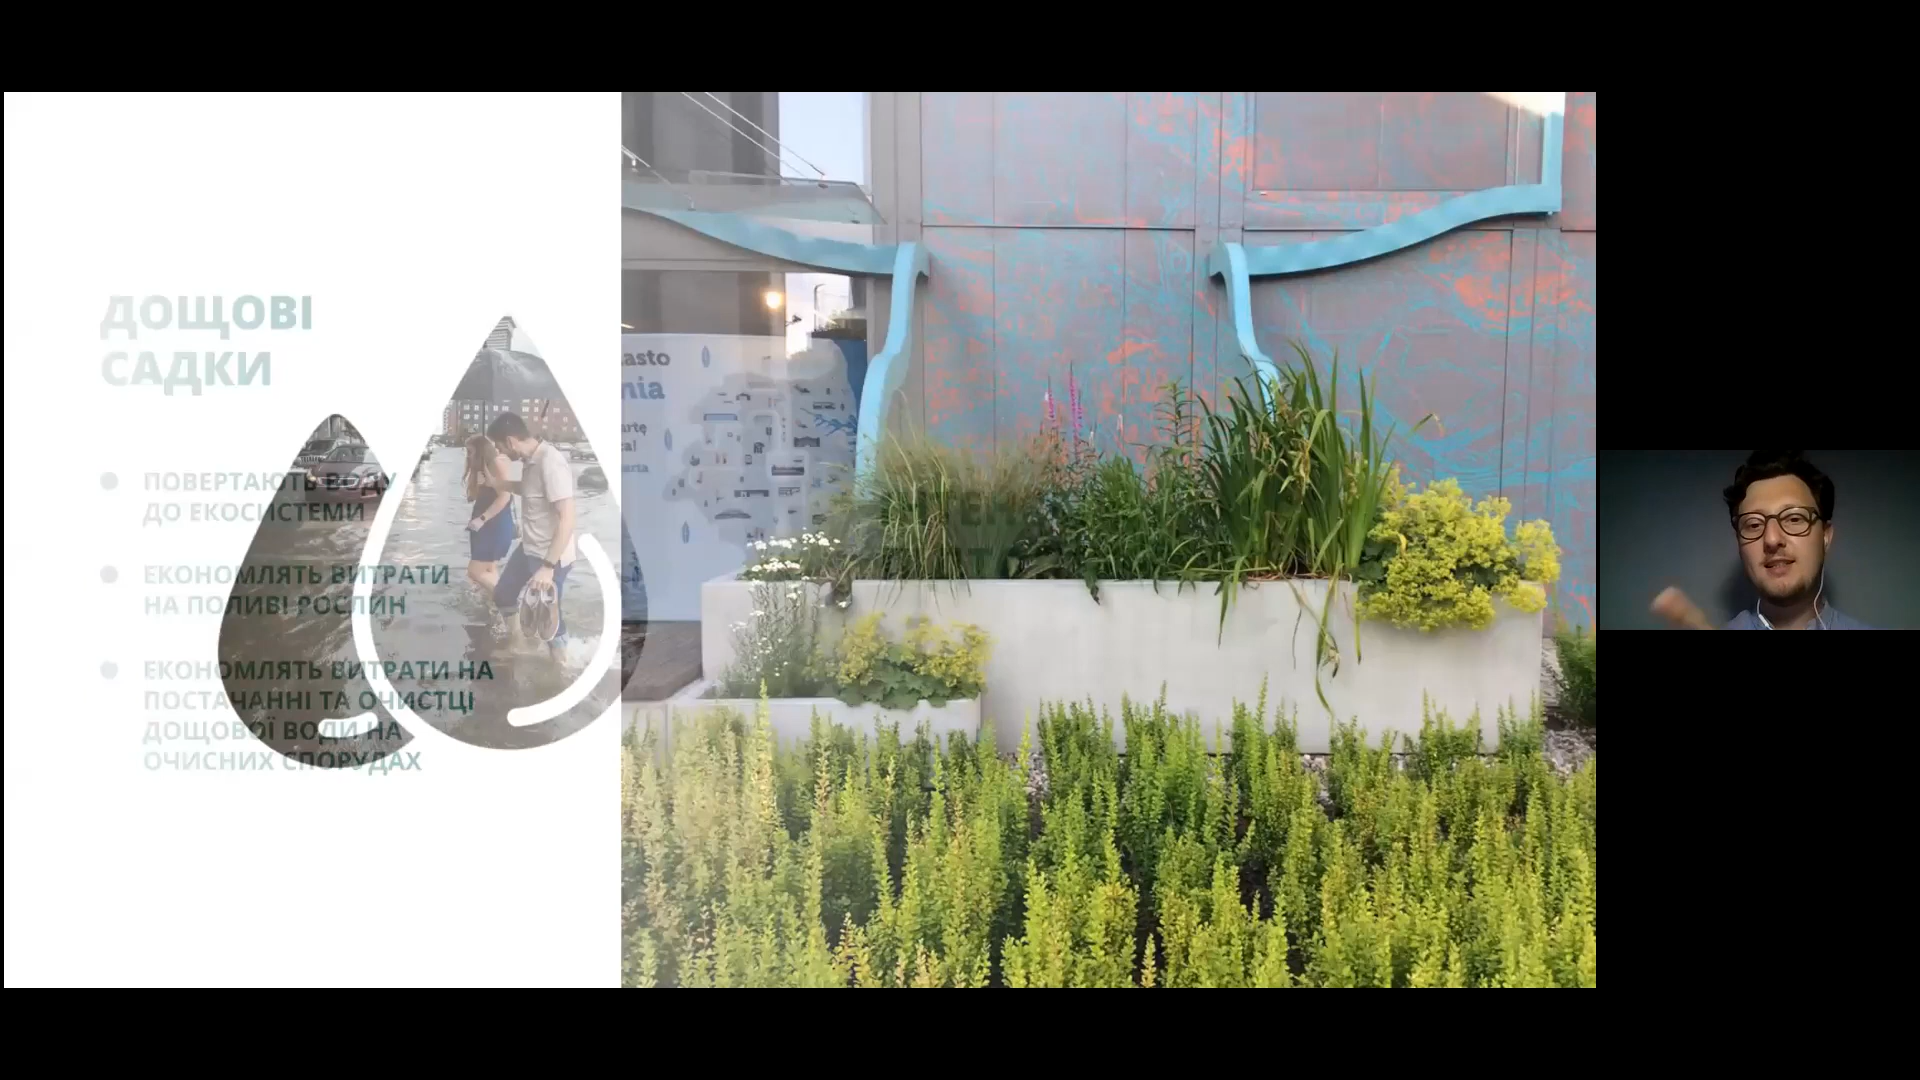 ДОЩОВІ
САДКИ
ПОВЕРТАЮТЬ ВОДУ
ДО ЕКОСИСТЕМИ
ЕКОНОМЛЯТЬ ВИТРАТИ
НА ПОЛИВІ РОСЛИН
ЕКОНОМЛЯТЬ ВИТРАТИ НА
ПОСТАЧАННІ ТА ОЧИСТЦІ
ДОЩОВОЇ ВОДИ НА
ОЧИСНИХ СПОРУДАХ